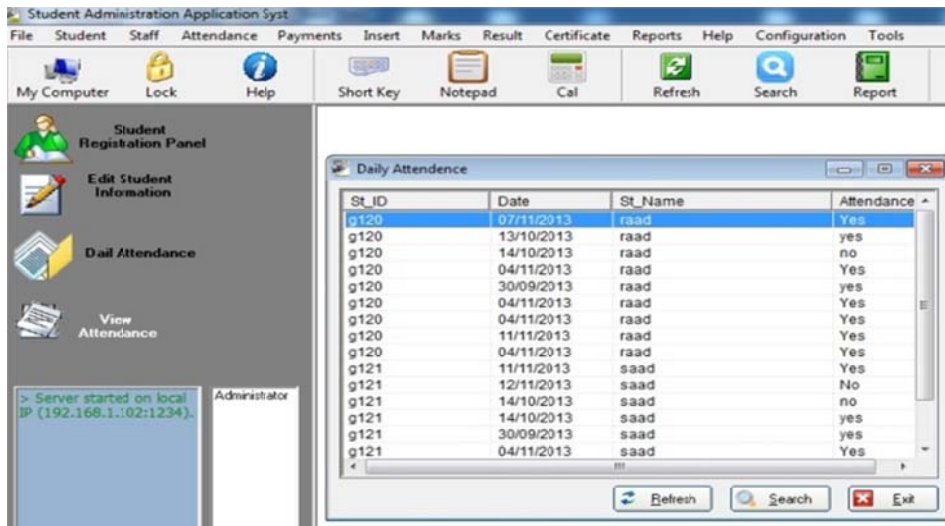 Student Administration Application Syst
File Student Staff Attendance Payments Insert Marks Result Certificate Reports Help Configuration Tools
My Computer Lock Help Short Key Notepad Cal Refresh Search Report
Student
Registration Panel
Edit Student
Information
Dail Attendance
View
Attendance
> Server started on local
IP (192.168.1.102:1234).
Administrator
Daily Attendence
St_ID Date St_Name Attendance
g120 07/11/2013 raad Yes
g120 13/10/2013 raad yes
g120 14/10/2013 raad no
g120 04/11/2013 raad Yes
g120 30/09/2013 raad yes
g120 04/11/2013 raad Yes
g120 04/11/2013 raad Yes
g120 11/11/2013 raad Yes
g120 04/11/2013 raad Yes
g121 11/11/2013 saad Yes
g121 12/11/2013 saad No
g121 14/10/2013 saad no
g121 14/10/2013 saad yes
g121 30/09/2013 saad yes
g121 04/11/2013 saad Yes
Refresh Search Exit